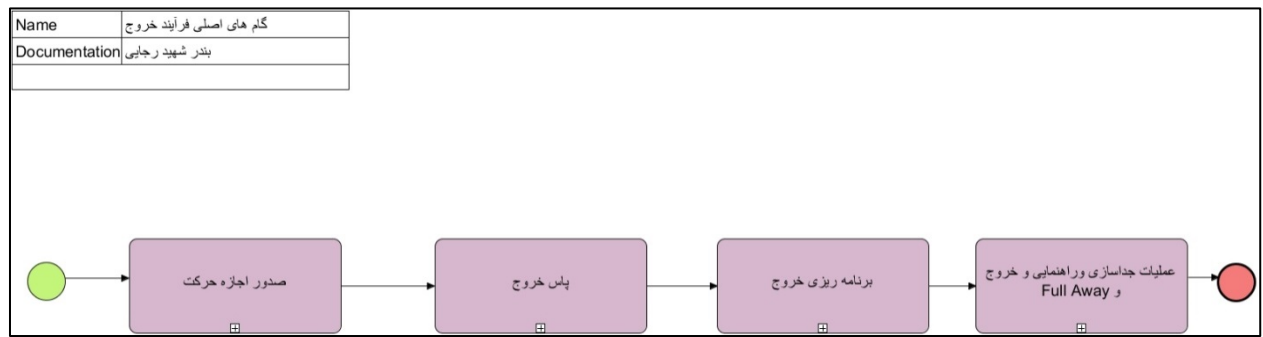 Name گام های اصلی فرآیند خروج
Documentation بندر شهید رجایی
صدور اجازه حرکت
پاس خروج
برنامه ریزی خروج
عملیات جداسازی وراهنمایی و خروج
و Full Away